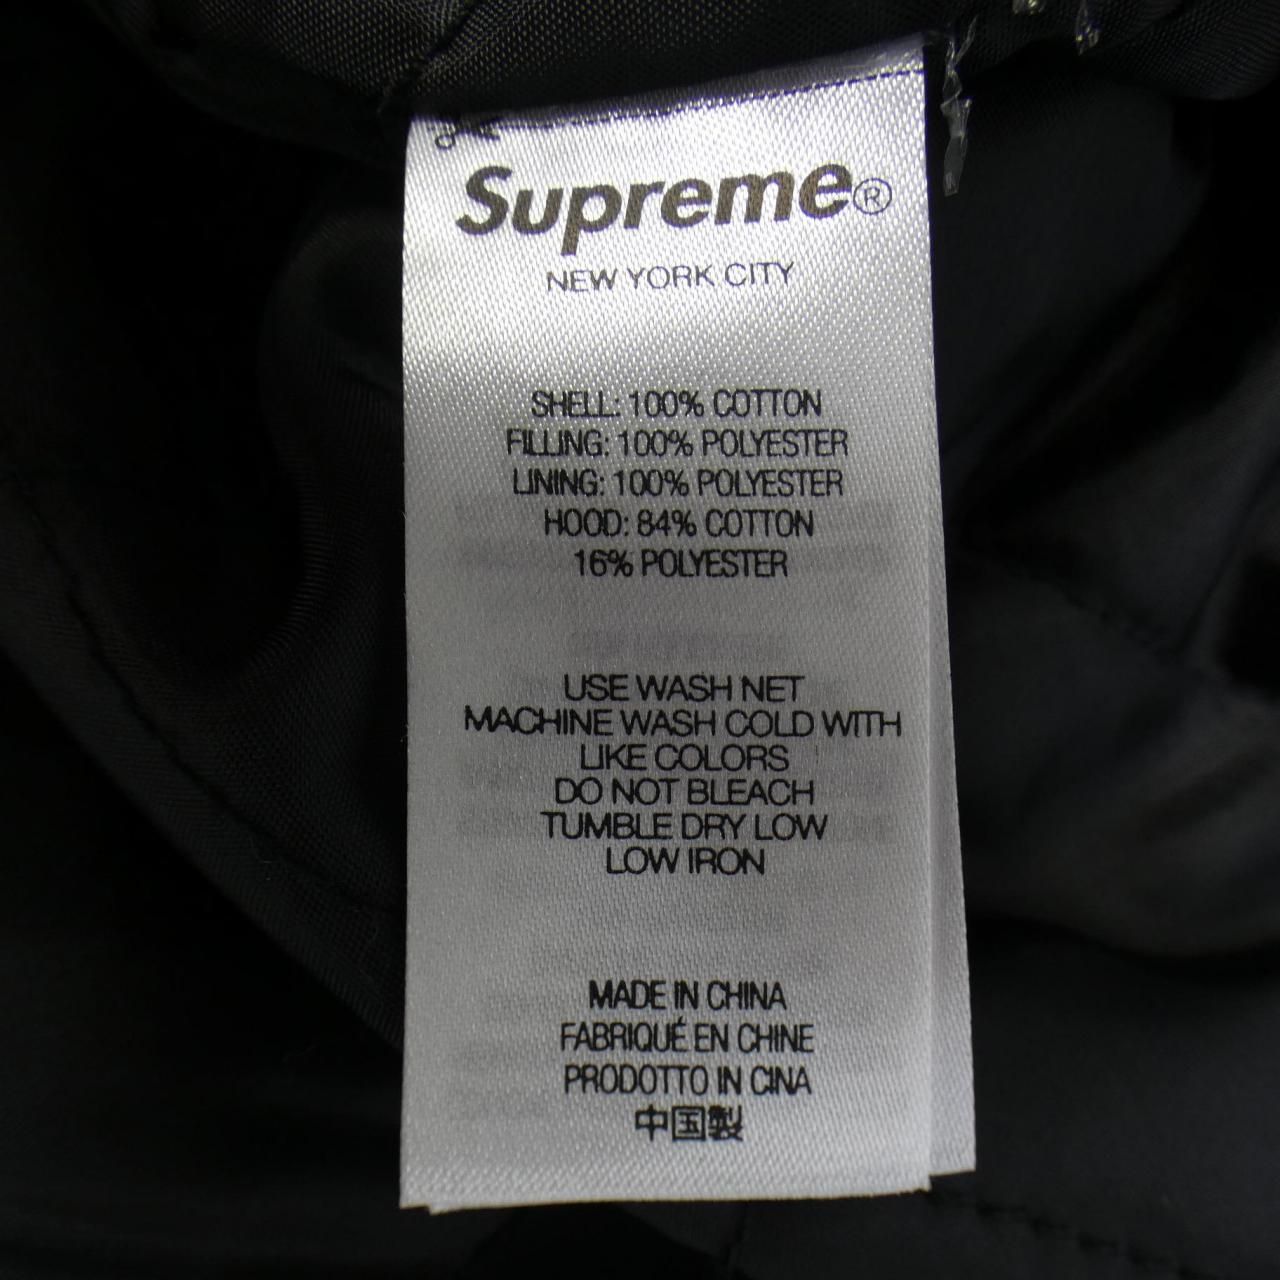 Supreme®
NEW YORK CITY
SHELL: 100% COTTON
FILLING: 100% POLYESTER
LINING: 100% POLYESTER
HOOD: 84% COTTON
16% POLYESTER
USE WASH NET
MACHINE WASH COLD WITH
LIKE COLORS
DO NOT BLEACH
TUMBLE DRY LOW
LOW IRON
MADE IN CHINA
FABRIQUÉ EN CHINE
PRODOTTO IN CINA
中国製